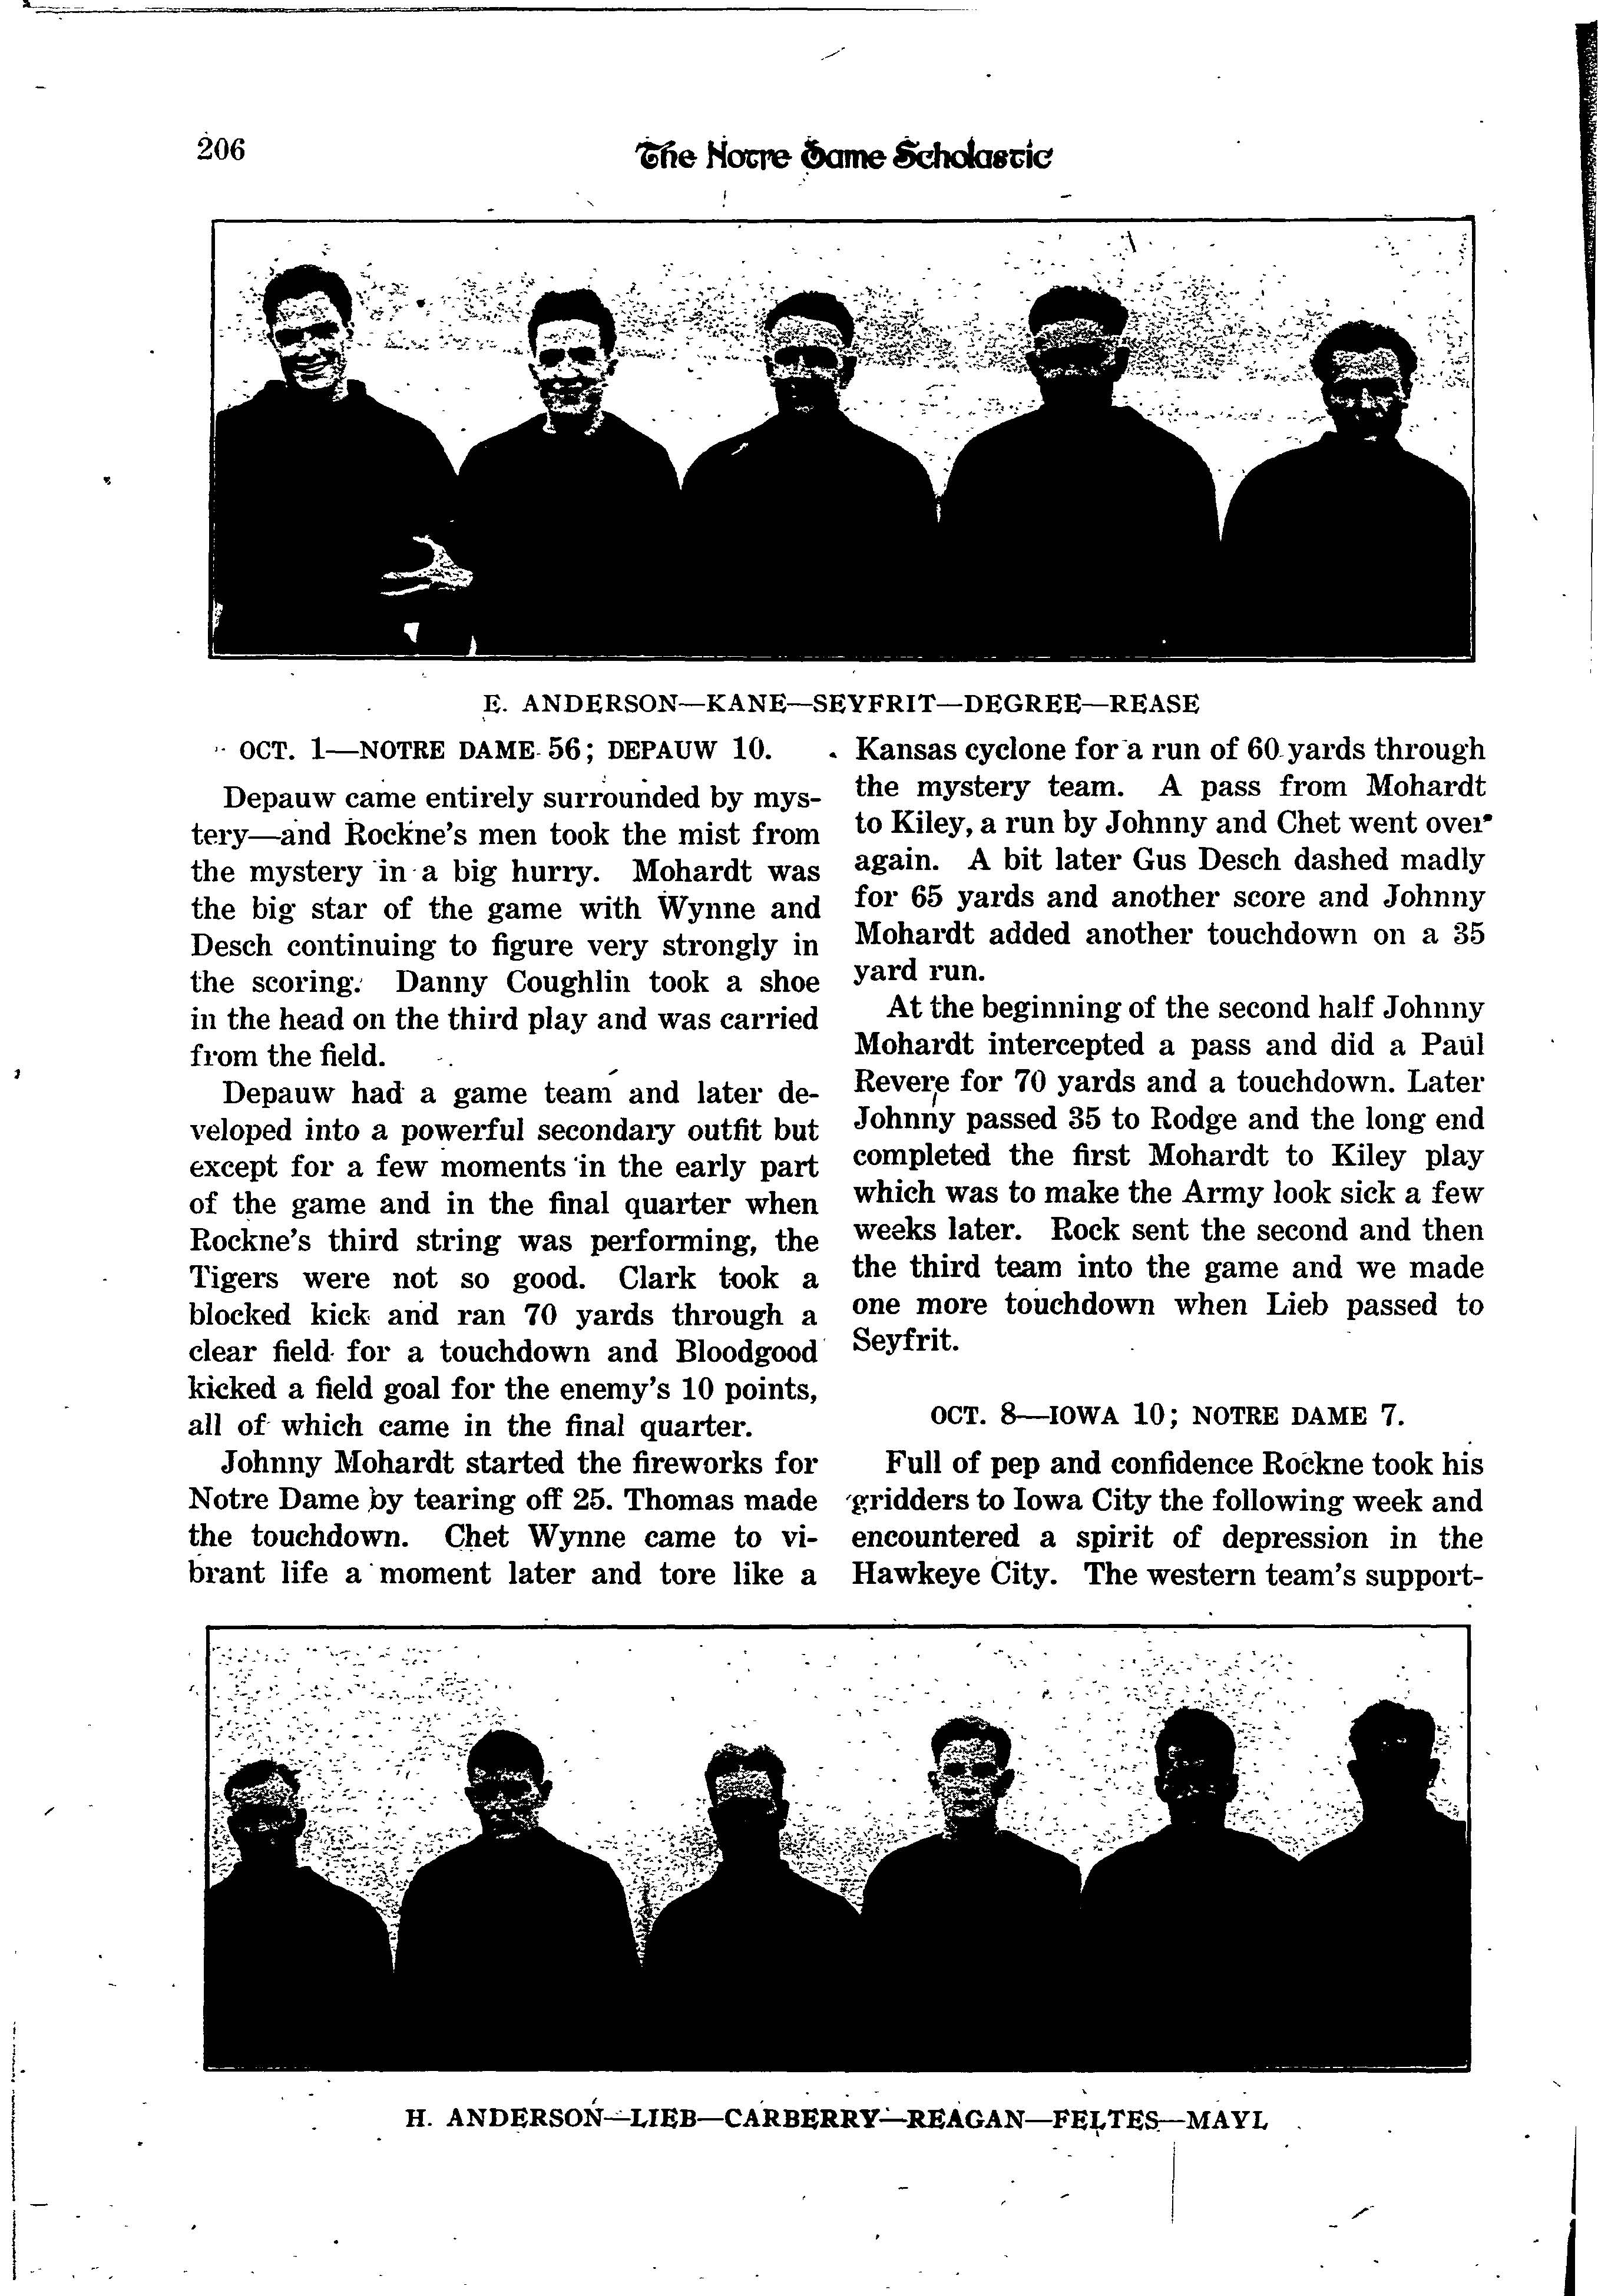 206
The Notre Dame Scholastic
E. ANDERSON—KANE—SEYFRIT—DEGREE—REASE
OCT. 1—NOTRE DAME 56; DEPAUW 10.
Depauw came entirely surrounded by mys-
tery—and Rockne's men took the mist from
the mystery in a big hurry. Mohardt was
the big star of the game with Wynne and
Desch continuing to figure very strongly in
the scoring. Danny Coughlin took a shoe
in the head on the third play and was carried
from the field.
Depauw had a game team and later de-
veloped into a powerful secondary outfit but
except for a few moments in the early part
of the game and in the final quarter when
Rockne's third string was performing, the
Tigers were not so good. Clark took a
blocked kick and ran 70 yards through a
clear field for a touchdown and Bloodgood
kicked a field goal for the enemy's 10 points,
all of which came in the final quarter.
Johnny Mohardt started the fireworks for
Notre Dame by tearing off 25. Thomas made
the touchdown. Chet Wynne came to vi-
brant life a moment later and tore like a
Kansas cyclone for a run of 60 yards through
the mystery team. A pass from Mohardt
to Kiley, a run by Johnny and Chet went over
again. A bit later Gus Desch dashed madly
for 65 yards and another score and Johnny
Mohardt added another touchdown on a 35
yard run.
At the beginning of the second half Johnny
Mohardt intercepted a pass and did a Paul
Revere for 70 yards and a touchdown. Later
Johnny passed 35 to Rodge and the long end
completed the first Mohardt to Kiley play
which was to make the Army look sick a few
weeks later. Rock sent the second and then
the third team into the game and we made
one more touchdown when Lieb passed to
Seyfrit.
OCT. 8—IOWA 10; NOTRE DAME 7.
Full of pep and confidence Rockne took his
gridders to Iowa City the following week and
encountered a spirit of depression in the
Hawkeye City. The western team's support-
H. ANDERSON—LIEB—CARBERRY—REAGAN—FELTES—MAYL